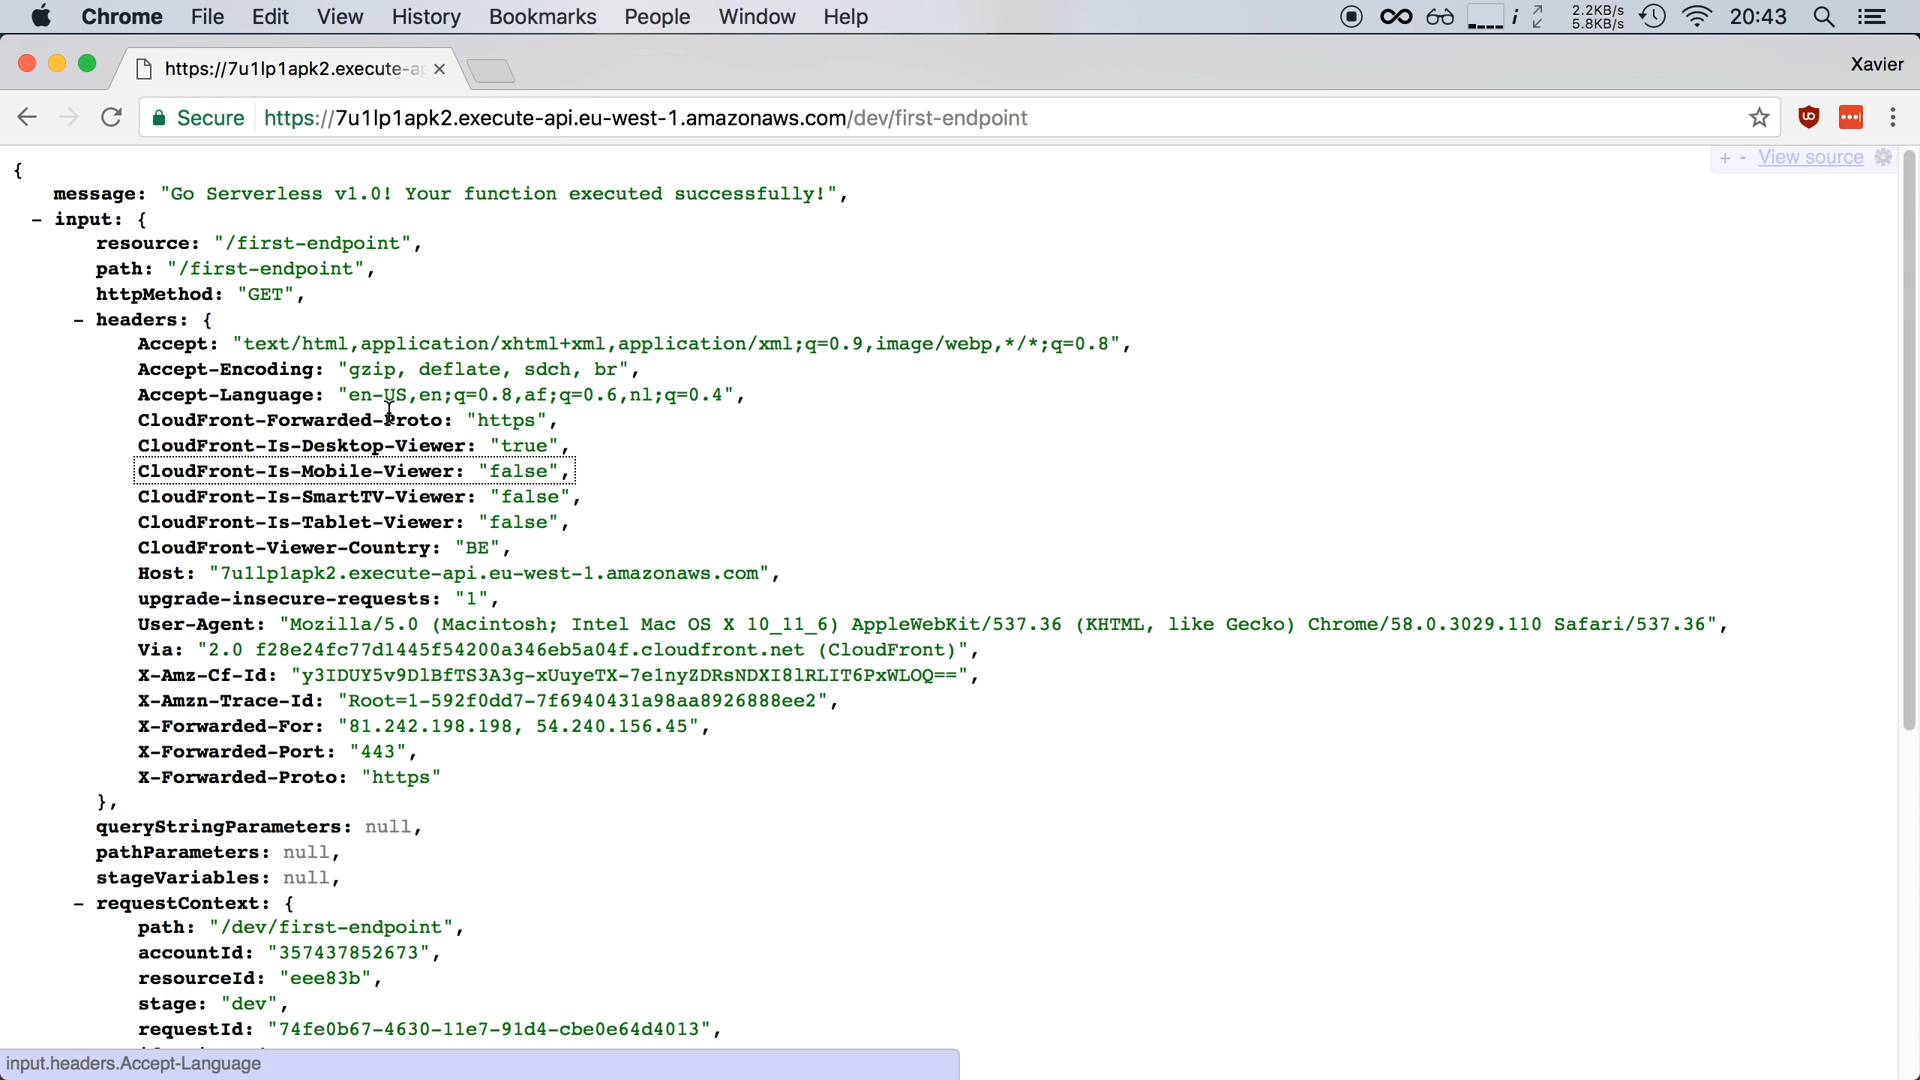 Chrome File Edit View History Bookmarks People Window Help 2.2KB/s 5.8KB/s 20:43
https://7u1lp1apk2.execute-ap
Xavier
Secure https://7u1lp1apk2.execute-api.eu-west-1.amazonaws.com/dev/first-endpoint
+ - View source
{
message: "Go Serverless v1.0! Your function executed successfully!",
- input: {
resource: "/first-endpoint",
path: "/first-endpoint",
httpMethod: "GET",
- headers: {
Accept: "text/html,application/xhtml+xml,application/xml;q=0.9,image/webp,*/*;q=0.8",
Accept-Encoding: "gzip, deflate, sdch, br",
Accept-Language: "en-US,en;q=0.8,af;q=0.6,nl;q=0.4",
CloudFront-Forwarded-Proto: "https",
CloudFront-Is-Desktop-Viewer: "true",
CloudFront-Is-Mobile-Viewer: "false",
CloudFront-Is-SmartTV-Viewer: "false",
CloudFront-Is-Tablet-Viewer: "false",
CloudFront-Viewer-Country: "BE",
Host: "7u1lp1apk2.execute-api.eu-west-1.amazonaws.com",
upgrade-insecure-requests: "1",
User-Agent: "Mozilla/5.0 (Macintosh; Intel Mac OS X 10_11_6) AppleWebKit/537.36 (KHTML, like Gecko) Chrome/58.0.3029.110 Safari/537.36",
Via: "2.0 f28e24fc77d1445f54200a346eb5a04f.cloudfront.net (CloudFront)",
X-Amz-Cf-Id: "y3IDUY5v9DlBfTS3A3g-xUuyeTX-7e1nyZDRsNDXI8lRLIT6PxWLOQ==",
X-Amzn-Trace-Id: "Root=1-592f0dd7-7f6940431a98aa8926888ee2",
X-Forwarded-For: "81.242.198.198, 54.240.156.45",
X-Forwarded-Port: "443",
X-Forwarded-Proto: "https"
},
queryStringParameters: null,
pathParameters: null,
stageVariables: null,
- requestContext: {
path: "/dev/first-endpoint",
accountId: "357437852673",
resourceId: "eee83b",
stage: "dev",
requestId: "74fe0b67-4630-11e7-91d4-cbe0e64d4013",
input.headers.Accept-Language